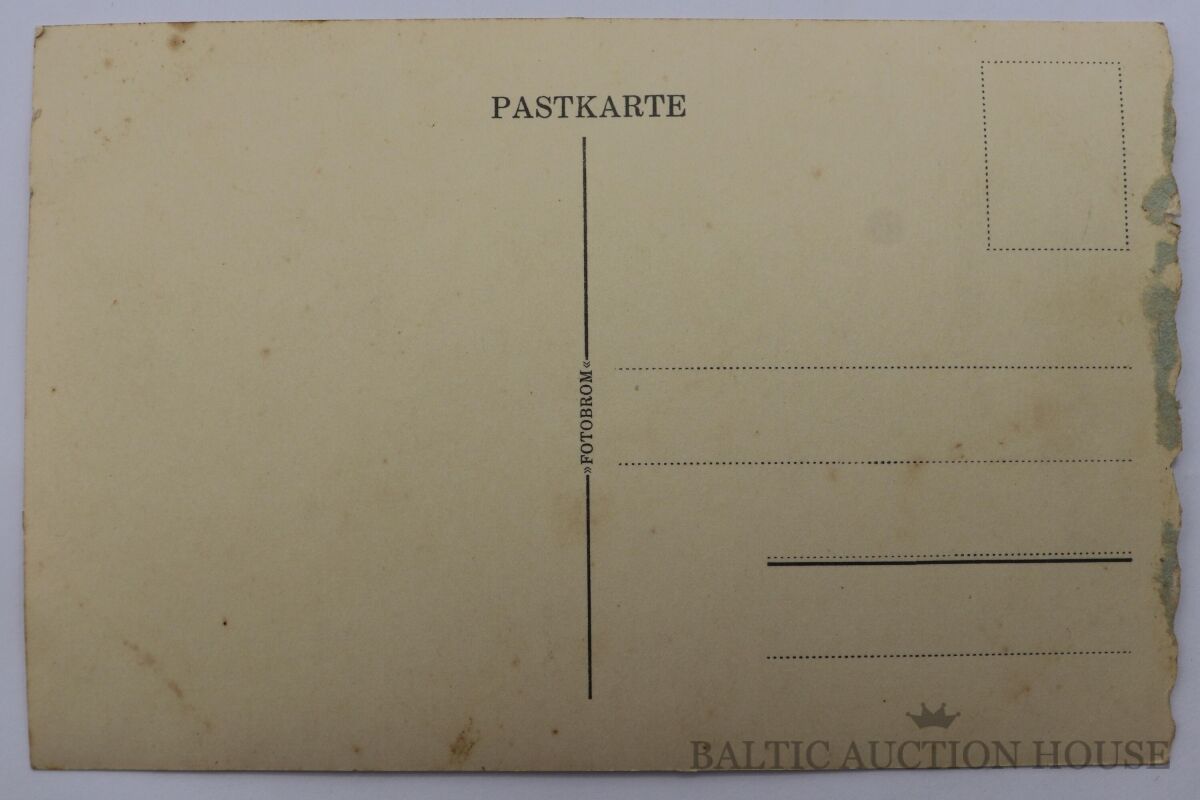 PASTKARTE
»FOTOBROM«
BALTIC AUCTION HOUSE